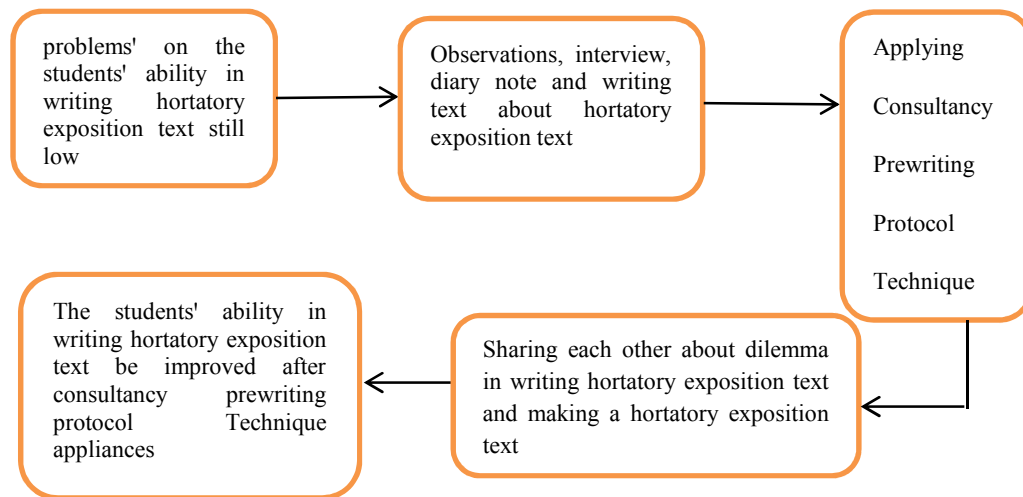 problems' on the
students' ability in
writing hortatory
exposition text still
low
Observations, interview,
diary note and writing
text about hortatory
exposition text
Applying
Consultancy
Prewriting
Protocol
Technique
Sharing each other about dilemma
in writing hortatory exposition text
and making a hortatory exposition
text
The students' ability in
writing hortatory exposition
text be improved after
consultancy prewriting
protocol Technique
appliances